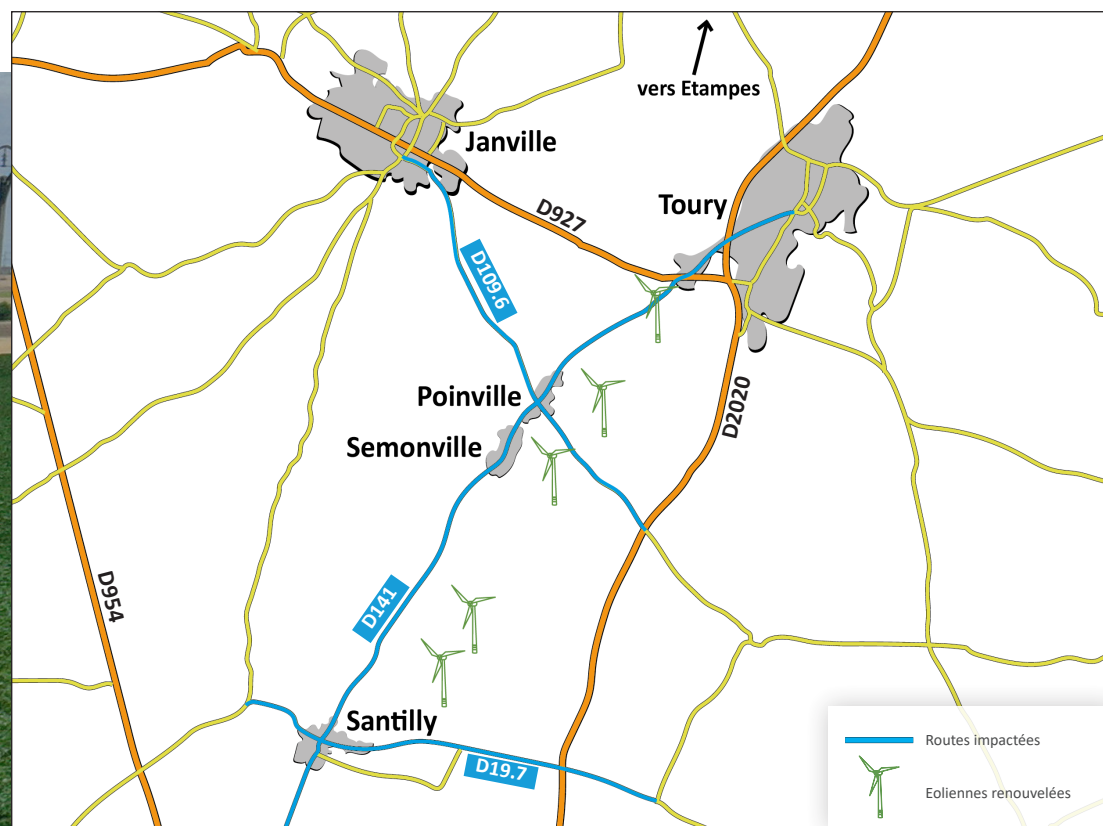 vers Etampes
Janville
Toury
D927
D109.6
Poinville
D2020
Semonville
D954
D141
Santilly
D19.7
Routes impactées
Eoliennes renouvelées